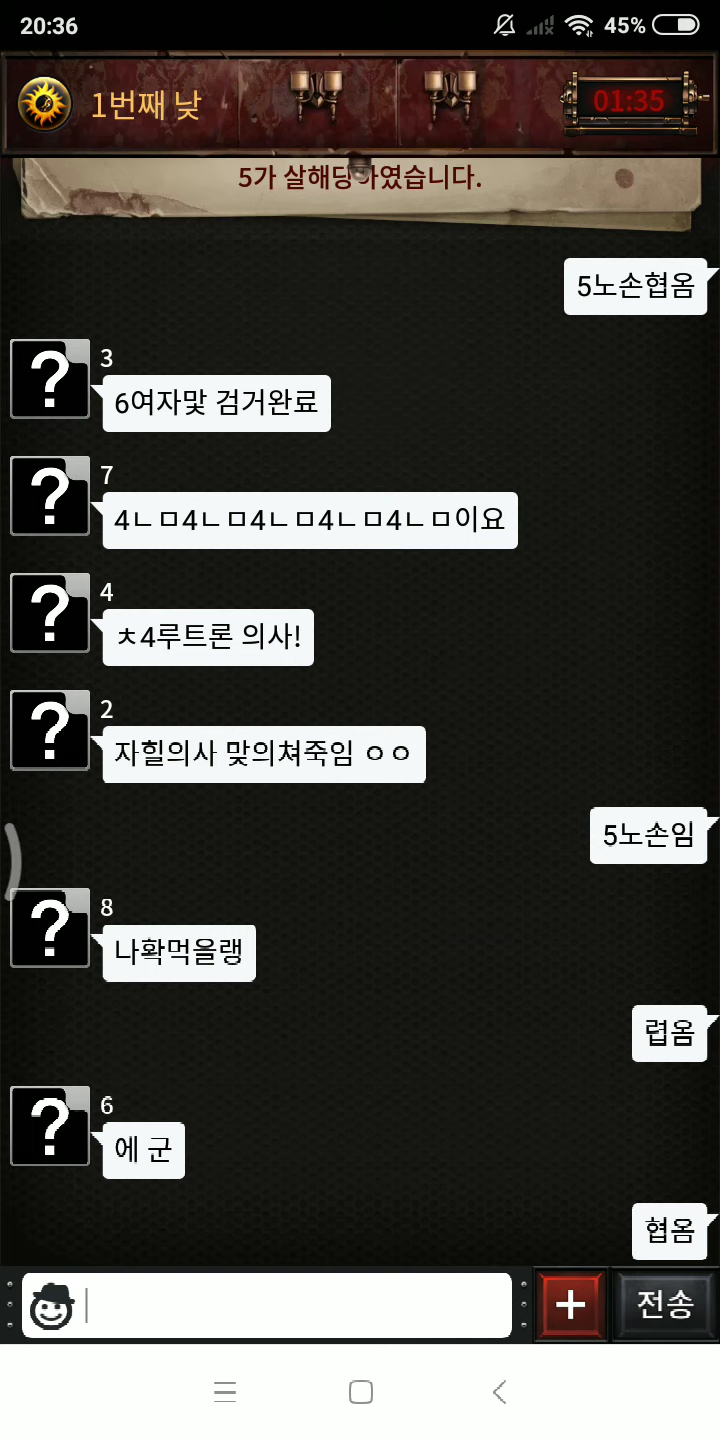 20:36
45%
1번째 낮
01:35
5가 살해당하였습니다.
5노손협옴
3
6여자맟 검거완료
7
4ㄴㅁ4ㄴㅁ4ㄴㅁ4ㄴㅁ4ㄴㅁ이요
4
ㅊ4루트론 의사!
2
자힐의사 맞의쳐죽임 ㅇㅇ
5노손임
8
나확먹을랭
렵옴
6
에 군
협옴
전송